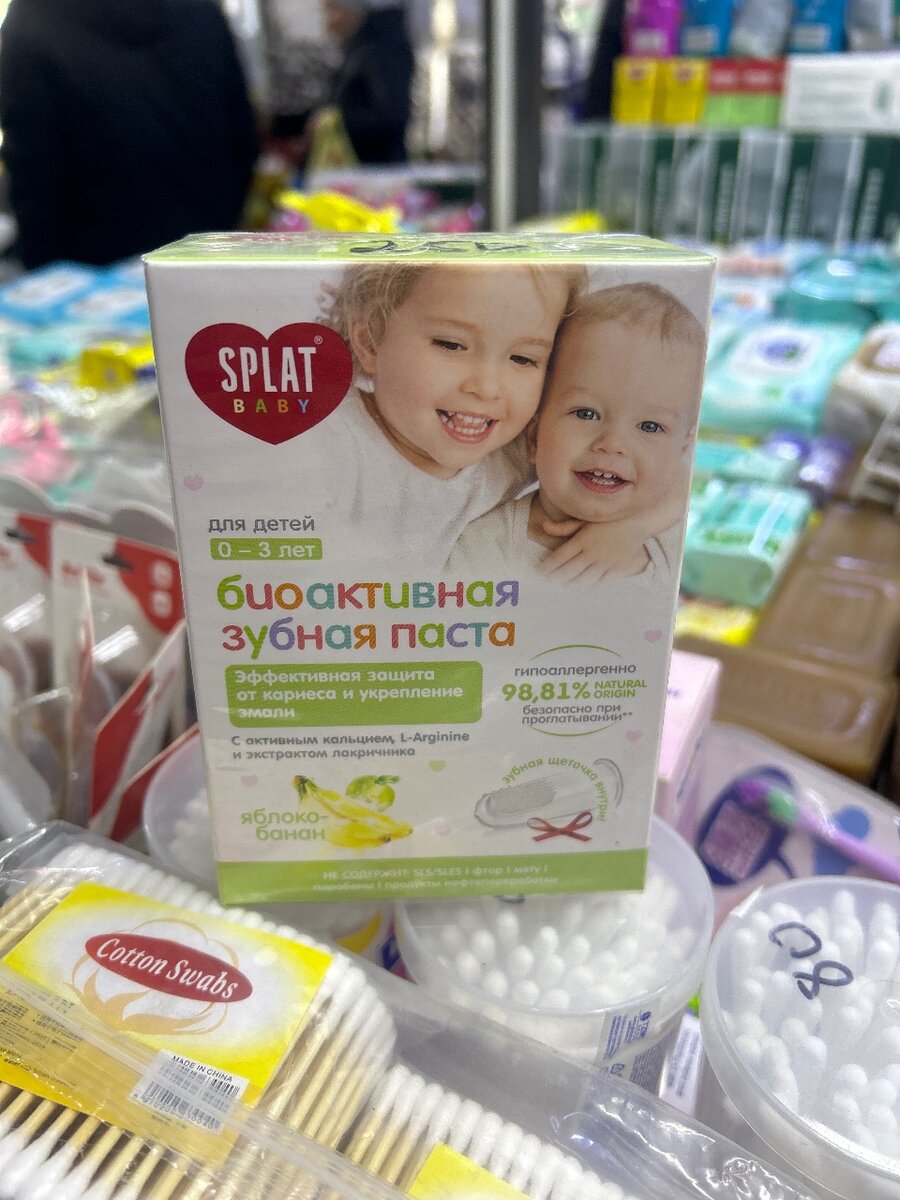 SPLAT®
BABY
для детей
0 – 3 лет
биоактивная
зубная паста
Эффективная защита
от кариеса и укрепление
эмали
С активным кальцием, L-Arginine
и экстрактом лакричника
гипоаллергенно
98,81% NATURAL
ORIGIN
безопасно при
проглатывании**
яблоко-
банан
зубная щеточка внутри!
НЕ СОДЕРЖИТ: SLS/SLES | фтор | мяту |
парабены | продукты нефтепереработки
Cotton Swabs
MADE IN CHINA
80